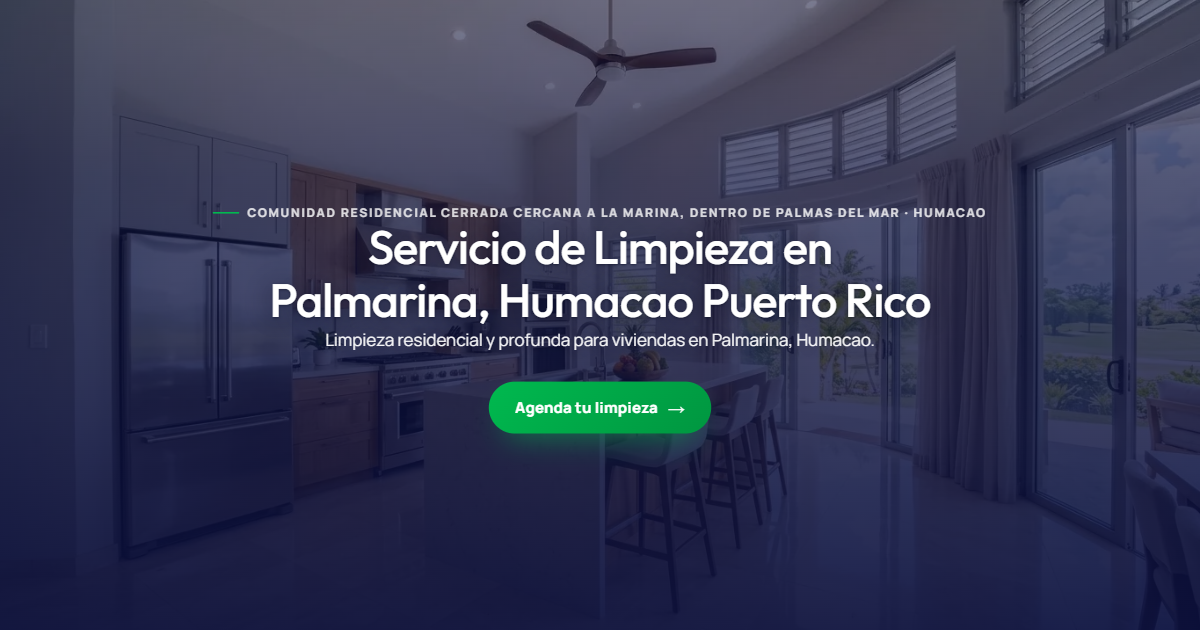 COMUNIDAD RESIDENCIAL CERRADA CERCANA A LA MARINA, DENTRO DE PALMAS DEL MAR · HUMACAO
Servicio de Limpieza en
Palmarina, Humacao Puerto Rico
Limpieza residencial y profunda para viviendas en Palmarina, Humacao.
Agenda tu limpieza →